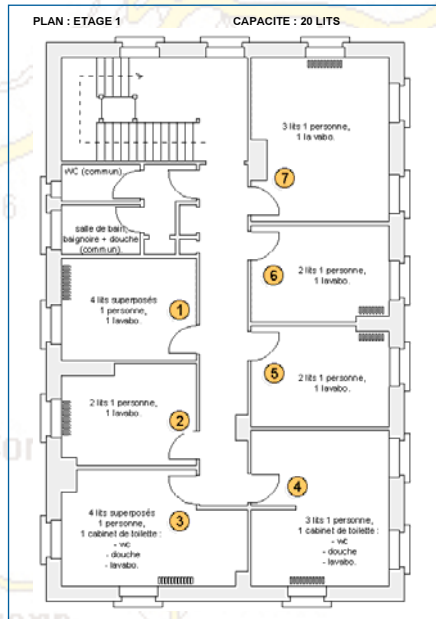 PLAN : ETAGE 1
CAPACITE : 20 LITS
3 lits 1 personne,
1 la vabo.
7
WC (commun)
salle de bain,
baignoire + douche
(commun).
6
2 lits 1 personne,
1 lavabo.
4 lits superposés
1 personne,
1 lavabo.
1
5
2 lits 1 personne,
1 lavabo.
2 lits 1 personne,
1 lavabo.
2
4
3 lits 1 personne,
1 cabinet de toilette :
- wc
- douche
- lavabo.
4 lits superposés
1 personne,
1 cabinet de toilette :
- wc
- douche
- lavabo.
3